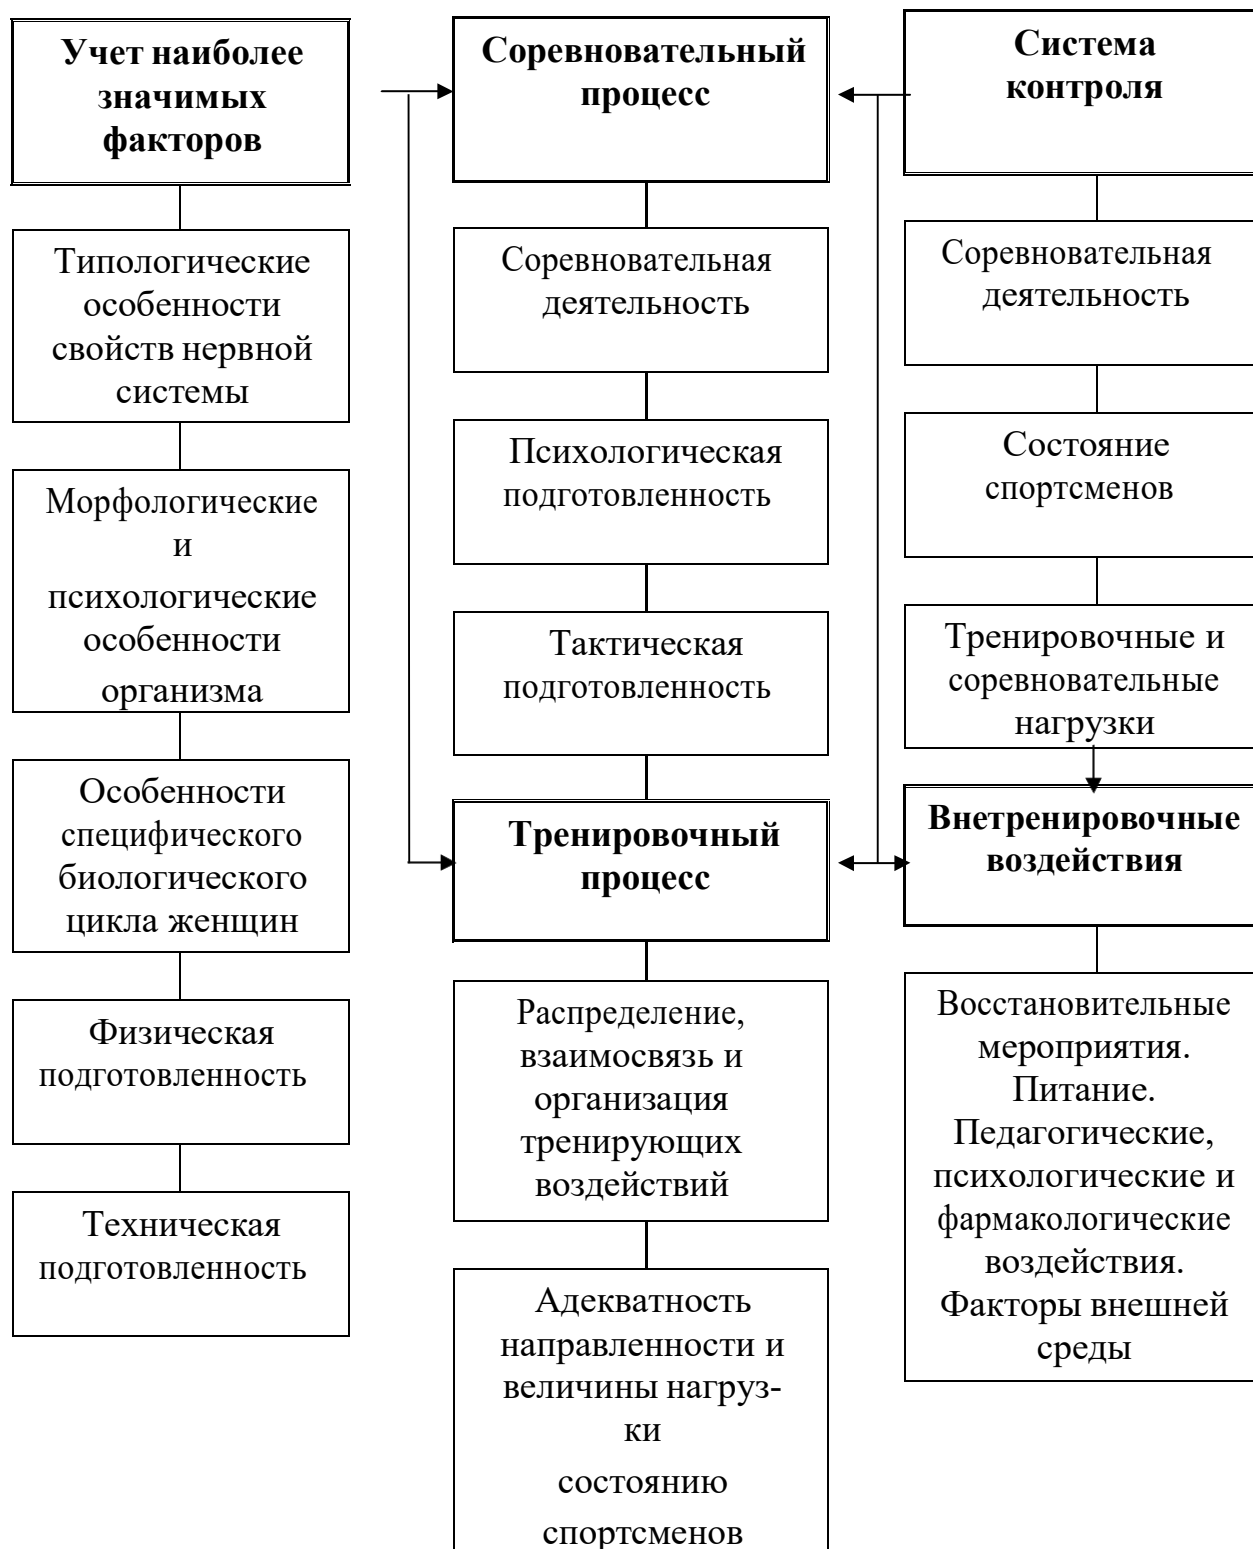 Учет наиболее
значимых
факторов
Типологические
особенности
свойств нервной
системы
Морфологические
и
психологические
особенности
организма
Особенности
специфического
биологического
цикла женщин
Физическая
подготовленность
Техническая
подготовленность
Соревновательный
процесс
Соревновательная
деятельность
Психологическая
подготовленность
Тактическая
подготовленность
Тренировочный
процесс
Распределение,
взаимосвязь и
организация
тренирующих
воздействий
Адекватность
направленности и
величины нагруз-
ки
состоянию
спортсменов
Система
контроля
Соревновательная
деятельность
Состояние
спортсменов
Тренировочные и
соревновательные
нагрузки
Внетренировочные
воздействия
Восстановительные
мероприятия.
Питание.
Педагогические,
психологические и
фармакологические
воздействия.
Факторы внешней
среды